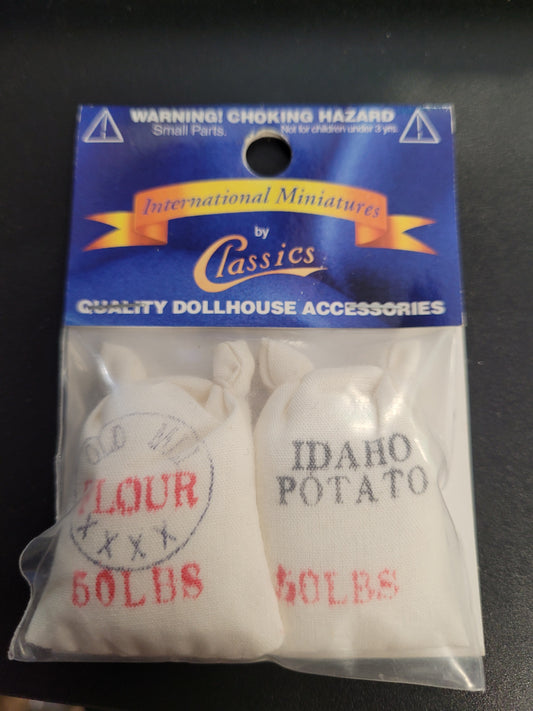 WARNING! CHOKING HAZARD
Small Parts. Not for children under 3 yrs.
International Miniatures
by
Classics
QUALITY DOLLHOUSE ACCESSORIES
OLD
FLOUR
XXXX
50LBS
IDAHO
POTATO
50LBS